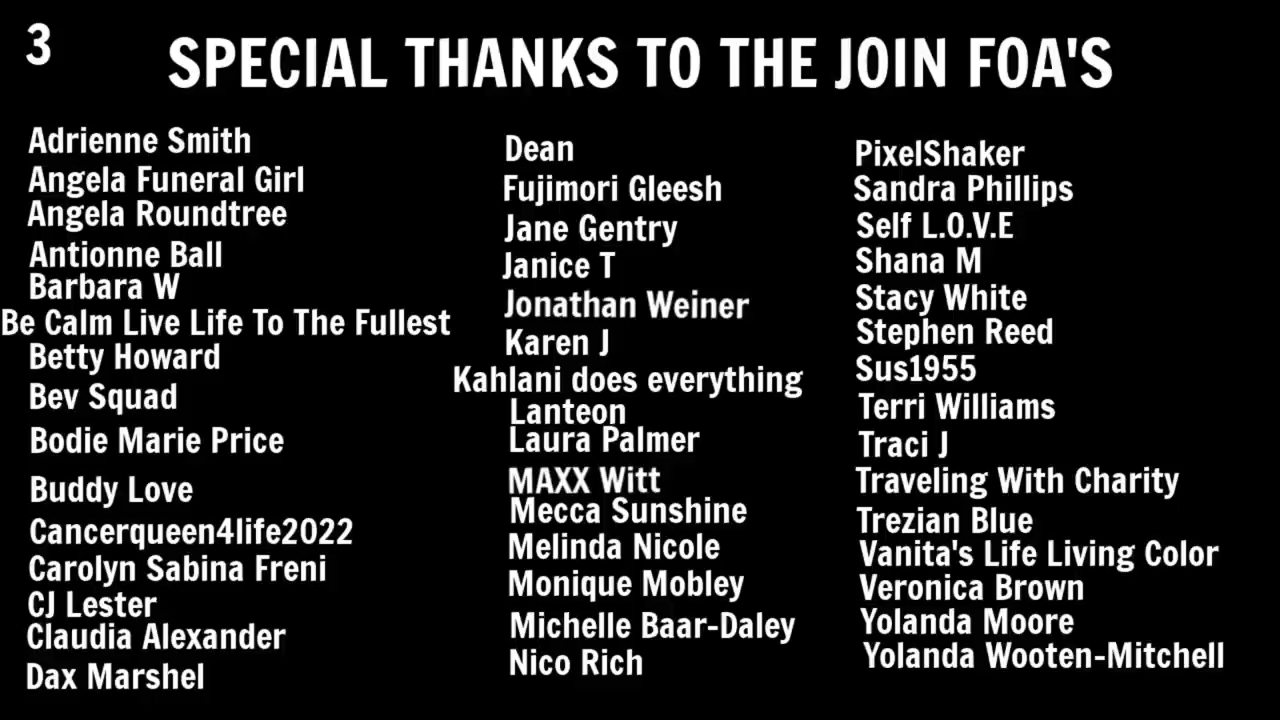 3
SPECIAL THANKS TO THE JOIN FOA'S
Adrienne Smith
Angela Funeral Girl
Angela Roundtree
Antionne Ball
Barbara W
Be Calm Live Life To The Fullest
Betty Howard
Bev Squad
Bodie Marie Price
Buddy Love
Cancerqueen4life2022
Carolyn Sabina Freni
CJ Lester
Claudia Alexander
Dax Marshel
Dean
Fujimori Gleesh
Jane Gentry
Janice T
Jonathan Weiner
Karen J
Kahlani does everything
Lanteon
Laura Palmer
MAXX Witt
Mecca Sunshine
Melinda Nicole
Monique Mobley
Michelle Baar-Daley
Nico Rich
PixelShaker
Sandra Phillips
Self L.O.V.E
Shana M
Stacy White
Stephen Reed
Sus1955
Terri Williams
Traci J
Traveling With Charity
Trezian Blue
Vanita's Life Living Color
Veronica Brown
Yolanda Moore
Yolanda Wooten-Mitchell